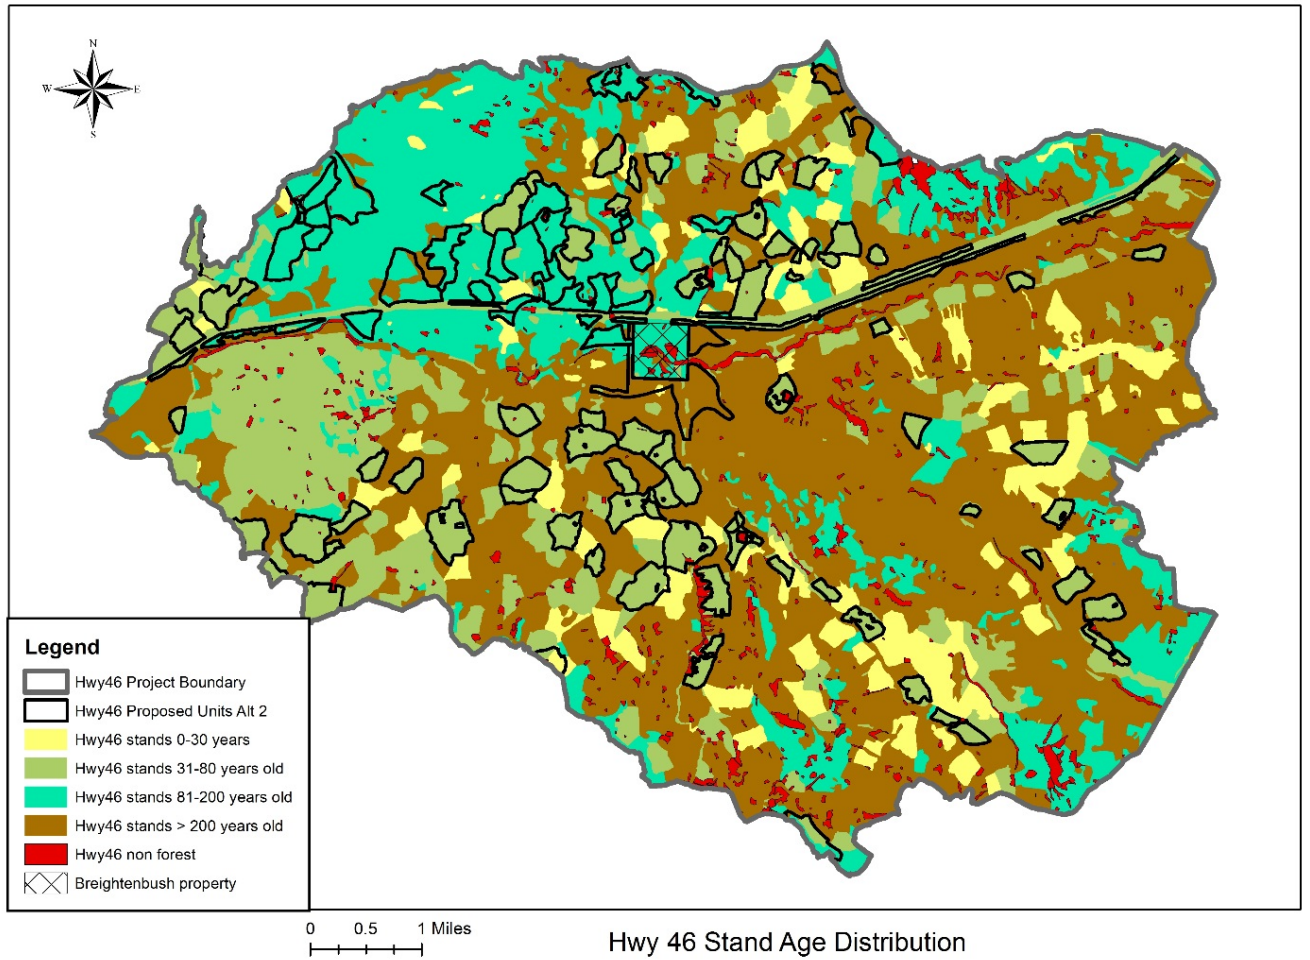 N
W E
S
Legend
Hwy46 Project Boundary
Hwy46 Proposed Units Alt 2
Hwy46 stands 0-30 years
Hwy46 stands 31-80 years old
Hwy46 stands 81-200 years old
Hwy46 stands > 200 years old
Hwy46 non forest
Breightenbush property
0 0.5 1 Miles
Hwy 46 Stand Age Distribution